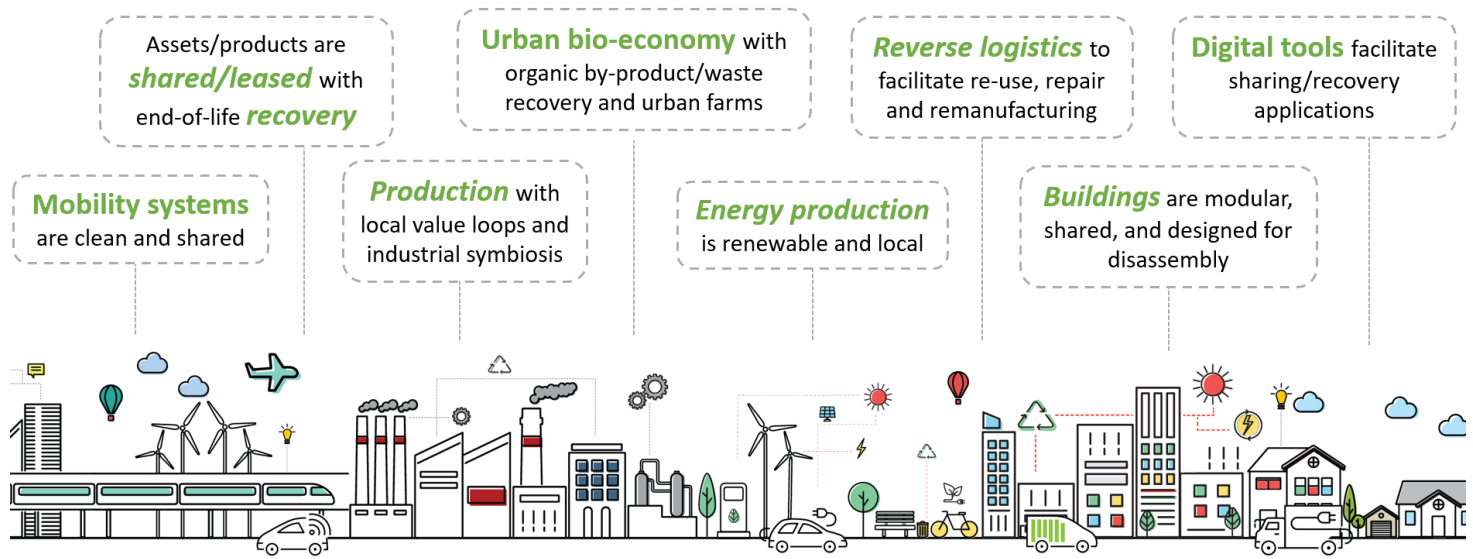 Assets/products are
shared/leased with
end-of-life recovery
Urban bio-economy with
organic by-product/waste
recovery and urban farms
Reverse logistics to
facilitate re-use, repair
and remanufacturing
Digital tools facilitate
sharing/recovery
applications
Mobility systems
are clean and shared
Production with
local value loops and
industrial symbiosis
Energy production
is renewable and local
Buildings are modular,
shared, and designed for
disassembly